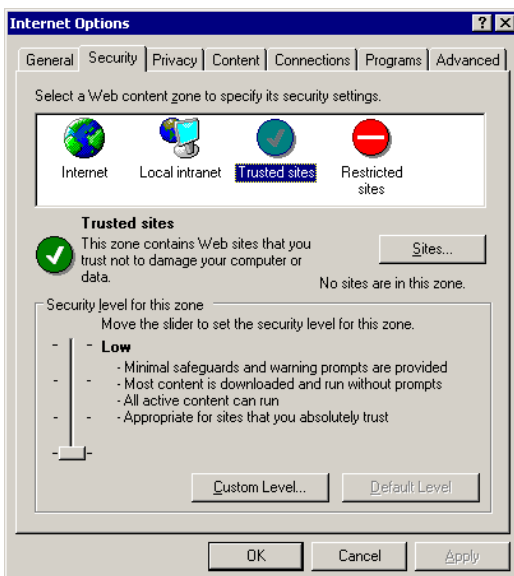 Internet Options
? X
General Security Privacy Content Connections Programs Advanced
Select a Web content zone to specify its security settings.
Internet Local intranet Trusted sites Restricted
sites
Trusted sites
This zone contains Web sites that you
trust not to damage your computer or
data.
Sites...
No sites are in this zone.
Security level for this zone
Move the slider to set the security level for this zone.
Low
- Minimal safeguards and warning prompts are provided
- Most content is downloaded and run without prompts
- All active content can run
- Appropriate for sites that you absolutely trust
Custom Level... Default Level
OK Cancel Apply